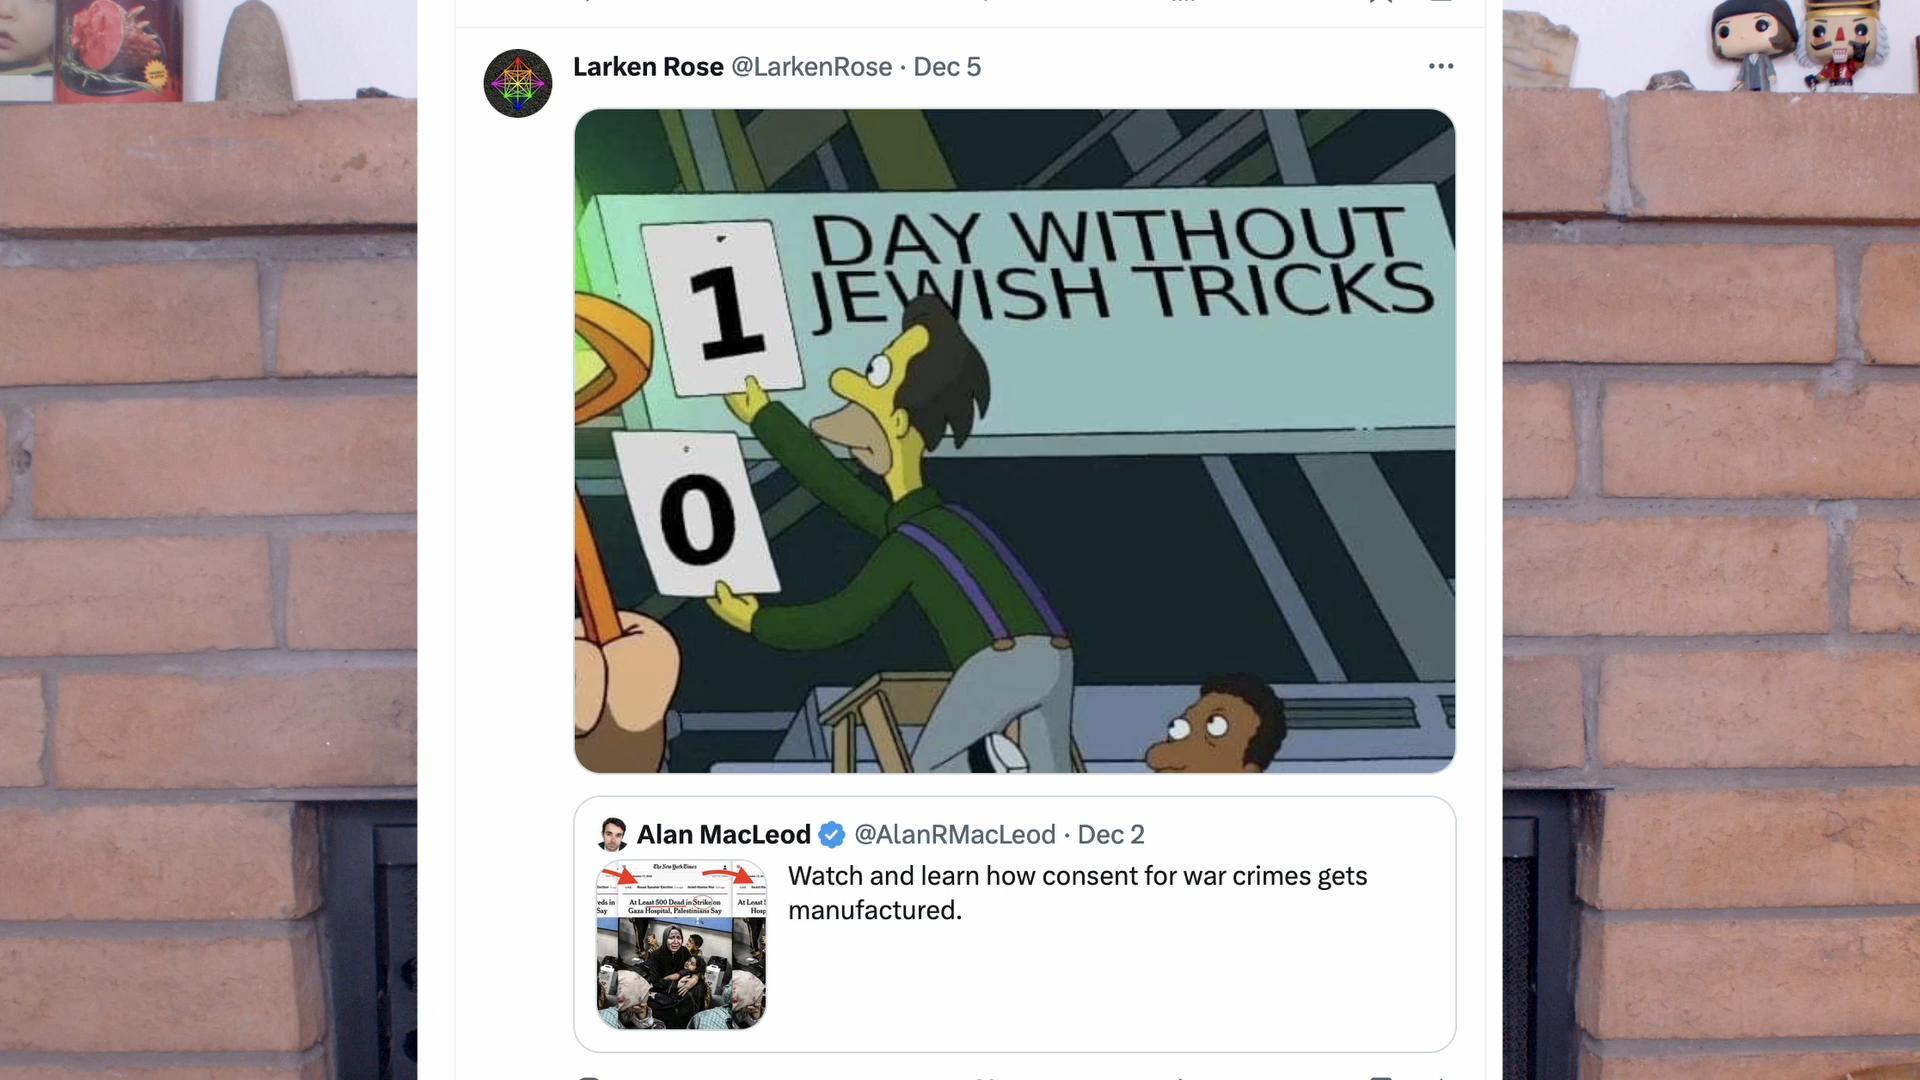 Larken Rose @LarkenRose · Dec 5
1
DAY WITHOUT
JEWISH TRICKS
0
Alan MacLeod @AlanRMacLeod · Dec 2
The New York Times
At Least 500 Dead in Strike on
Gaza Hospital, Palestinians Say
Watch and learn how consent for war crimes gets
manufactured.